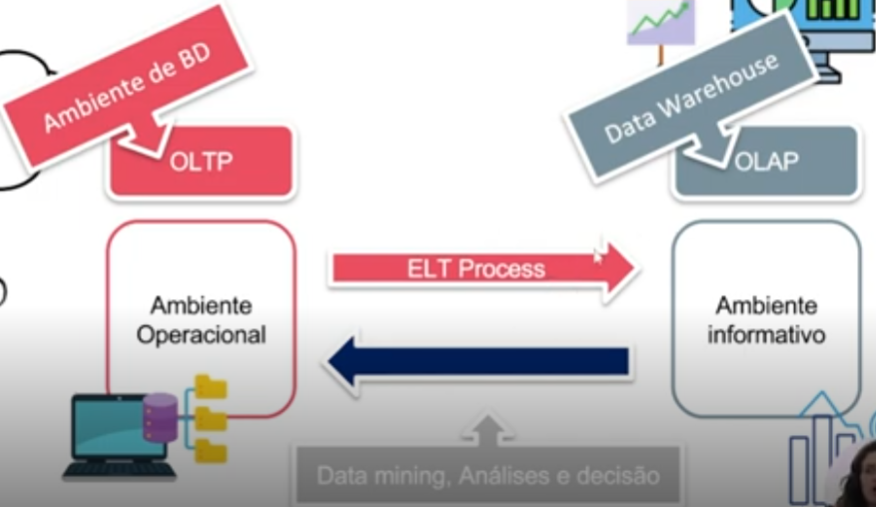 Ambiente de BD
Data Warehouse
OLTP
OLAP
ELT Process
Ambiente
Operacional
Ambiente
informativo
Data mining, Análises e decisão